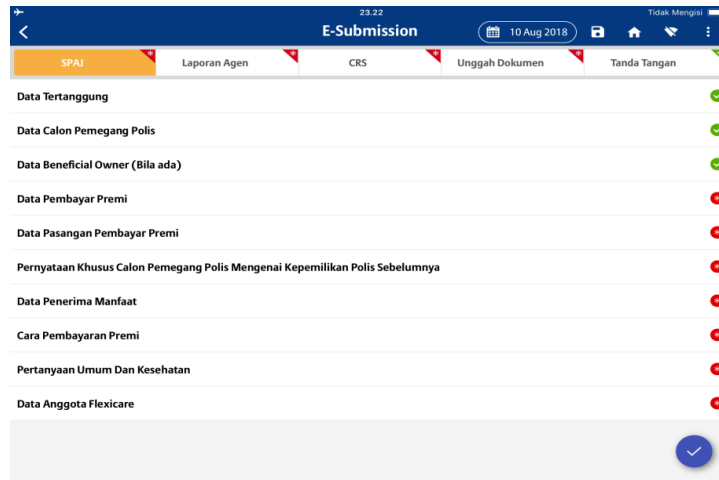 23.22
Tidak Mengisi
E-Submission
10 Aug 2018
SPAJ
Laporan Agen
CRS
Unggah Dokumen
Tanda Tangan
Data Tertanggung
Data Calon Pemegang Polis
Data Beneficial Owner (Bila ada)
Data Pembayar Premi
Data Pasangan Pembayar Premi
Pernyataan Khusus Calon Pemegang Polis Mengenai Kepemilikan Polis Sebelumnya
Data Penerima Manfaat
Cara Pembayaran Premi
Pertanyaan Umum Dan Kesehatan
Data Anggota Flexicare